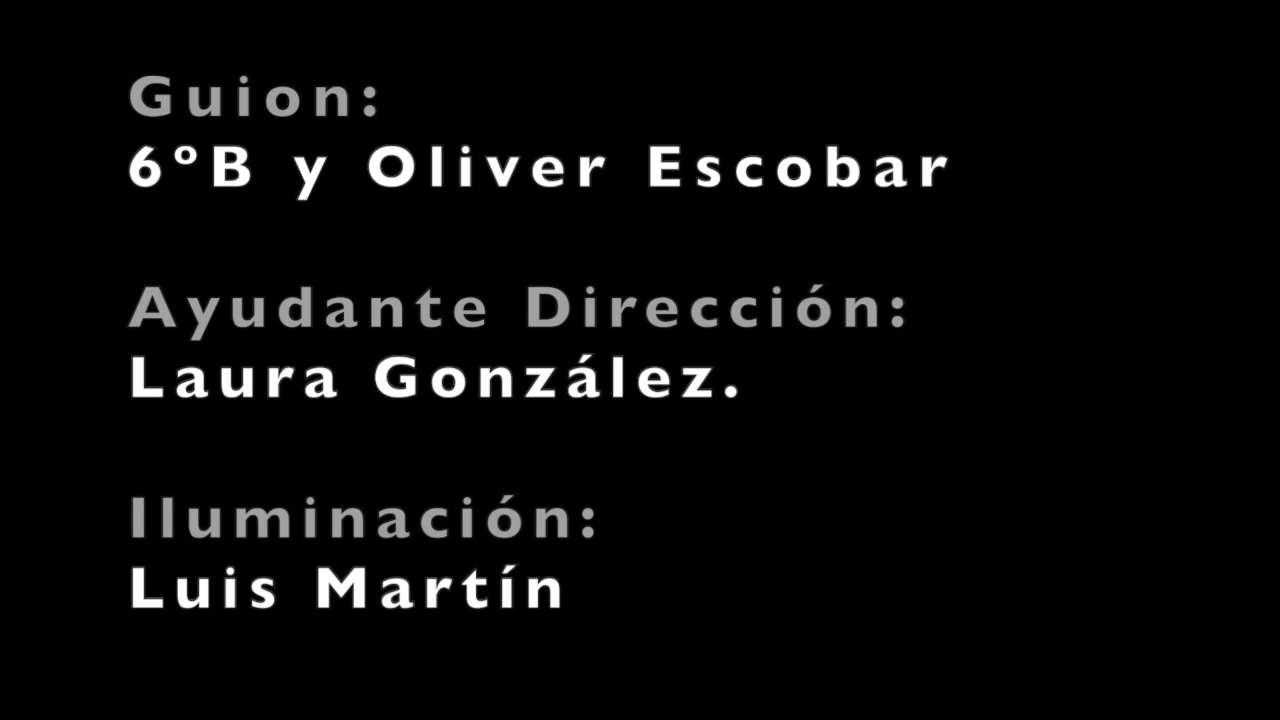 Guion:
6ºB y Oliver Escobar
Ayudante Dirección:
Laura González.
Iluminación:
Luis Martín